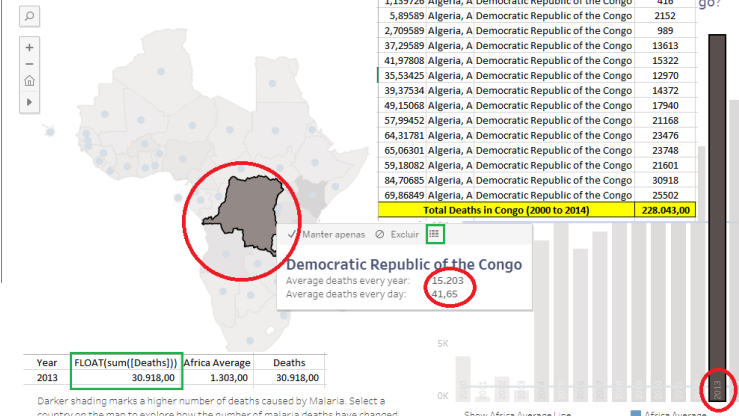 1,139726 Algeria, A Democratic Republic of the Congo 416
go?
5,89589 Algeria, A Democratic Republic of the Congo 2152
2,709589 Algeria, A Democratic Republic of the Congo 989
37,29589 Algeria, A Democratic Republic of the Congo 13613
41,97808 Algeria, A Democratic Republic of the Congo 15322
35,53425 Algeria, A Democratic Republic of the Congo 12970
39,37534 Algeria, A Democratic Republic of the Congo 14372
49,15068 Algeria, A Democratic Republic of the Congo 17940
57,99452 Algeria, A Democratic Republic of the Congo 21168
64,31781 Algeria, A Democratic Republic of the Congo 23476
65,06301 Algeria, A Democratic Republic of the Congo 23748
59,18082 Algeria, A Democratic Republic of the Congo 21601
84,70685 Algeria, A Democratic Republic of the Congo 30918
69,86849 Algeria, A Democratic Republic of the Congo 25502
Total Deaths in Congo (2000 to 2014) 228.043,00
Manter apenas Excluir
Democratic Republic of the Congo
Average deaths every year: 15.203
Average deaths every day: 41,65
5K
0K
2013
Year FLOAT(sum([Deaths])) Africa Average Deaths
2013 30.918,00 1.303,00 30.918,00
Darker shading marks a higher number of deaths caused by Malaria. Select a
country on the map to explore how the number of malaria deaths have changed
Show Africa Average Line
Africa Average